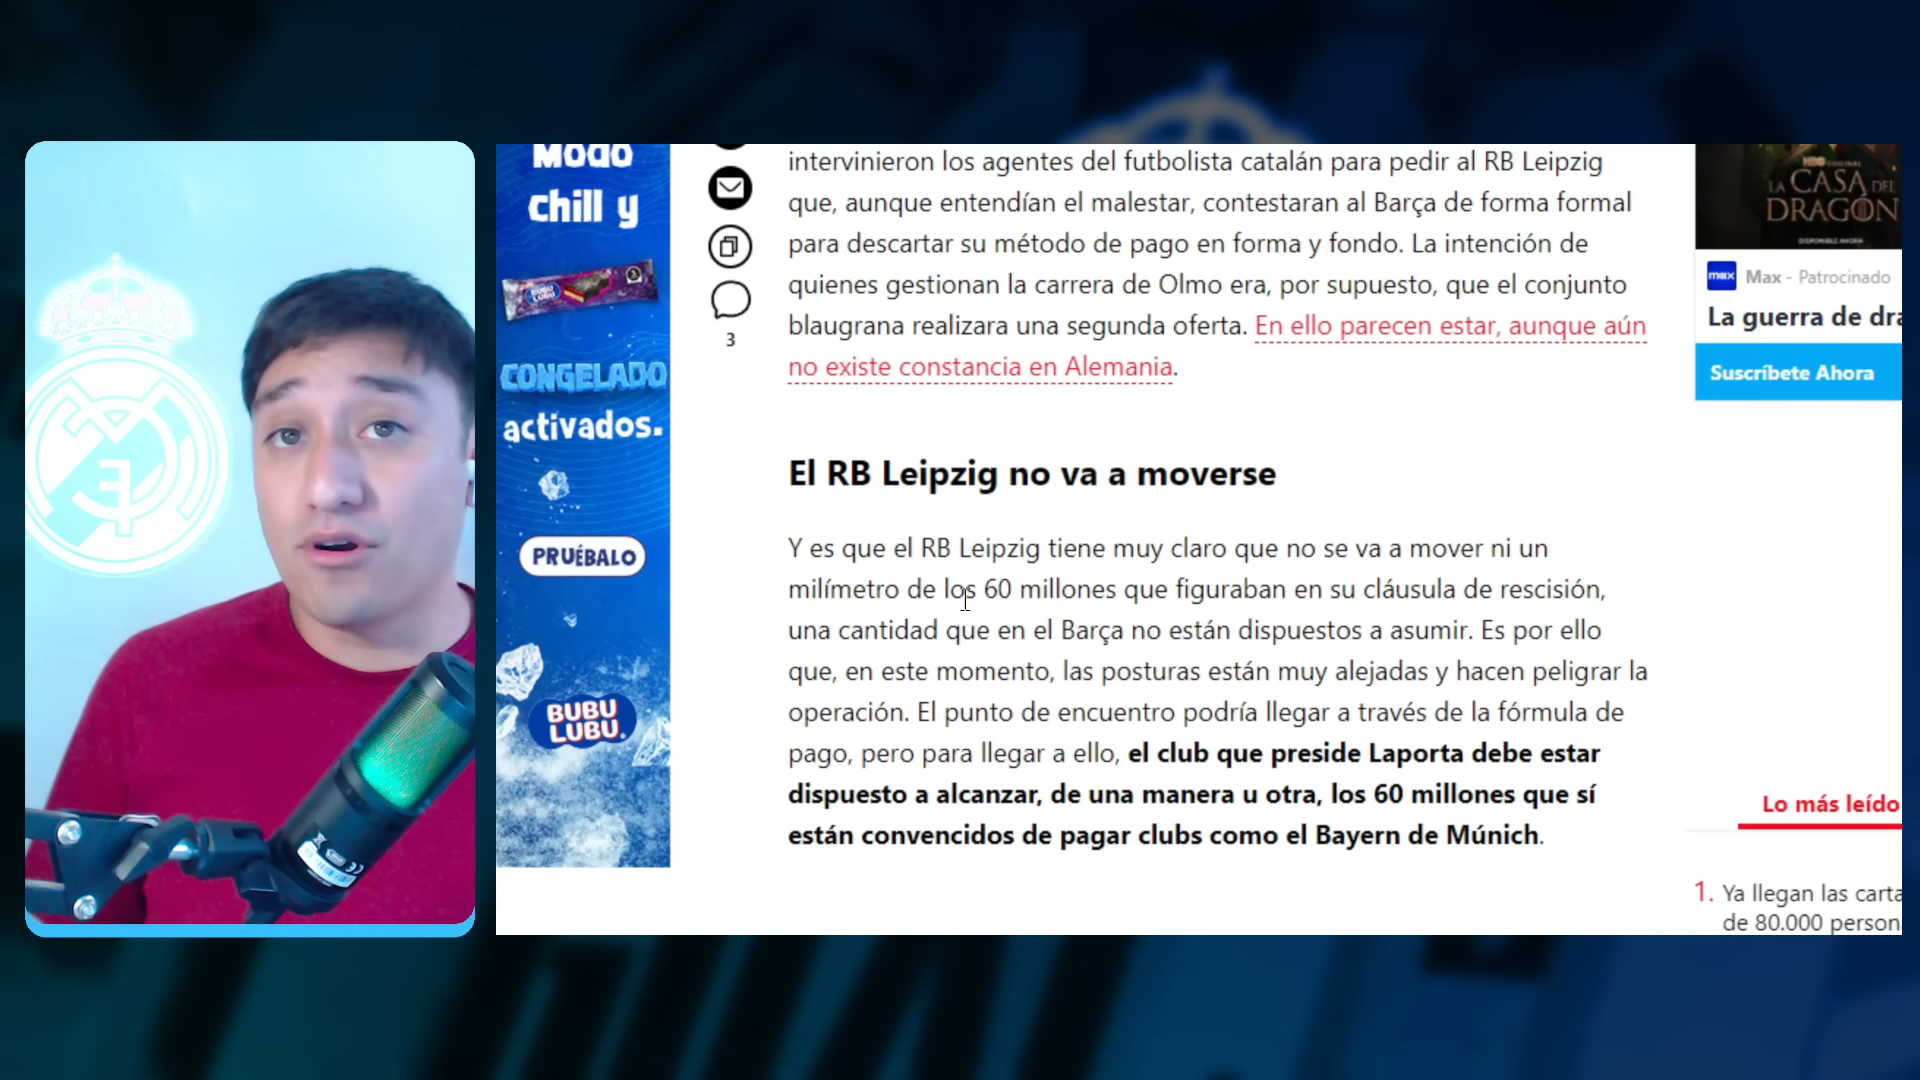 Modo
chill y
BUBU
LUBU
CONGELADO
activados.
PRUÉBALO
BUBU
LUBU.
3
intervinieron los agentes del futbolista catalán para pedir al RB Leipzig
que, aunque entendían el malestar, contestaran al Barça de forma formal
para descartar su método de pago en forma y fondo. La intención de
quienes gestionan la carrera de Olmo era, por supuesto, que el conjunto
blaugrana realizara una segunda oferta. En ello parecen estar, aunque aún
no existe constancia en Alemania.
El RB Leipzig no va a moverse
Y es que el RB Leipzig tiene muy claro que no se va a mover ni un
milímetro de los 60 millones que figuraban en su cláusula de rescisión,
una cantidad que en el Barça no están dispuestos a asumir. Es por ello
que, en este momento, las posturas están muy alejadas y hacen peligrar la
operación. El punto de encuentro podría llegar a través de la fórmula de
pago, pero para llegar a ello, el club que preside Laporta debe estar
dispuesto a alcanzar, de una manera u otra, los 60 millones que sí
están convencidos de pagar clubs como el Bayern de Múnich.
HBO ORIGINAL
LA CASA DEL
DRAGÓN
DISPONIBLE AHORA
max
Max - Patrocinado
La guerra de dra
Suscríbete Ahora
Lo más leído
1. Ya llegan las carta
de 80.000 person